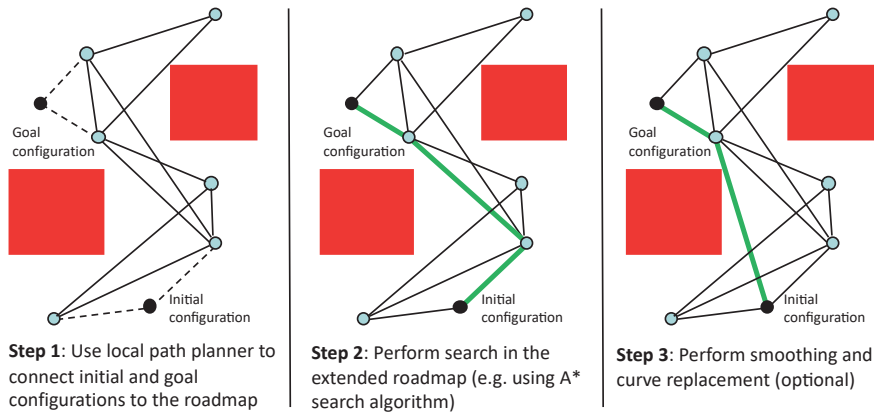 Goal
configuration
Initial
configuration
Step 1: Use local path planner to
connect initial and goal
configurations to the roadmap
Goal
configuration
Initial
configuration
Step 2: Perform search in the
extended roadmap (e.g. using A*
search algorithm)
Goal
configuration
Initial
configuration
Step 3: Perform smoothing and
curve replacement (optional)